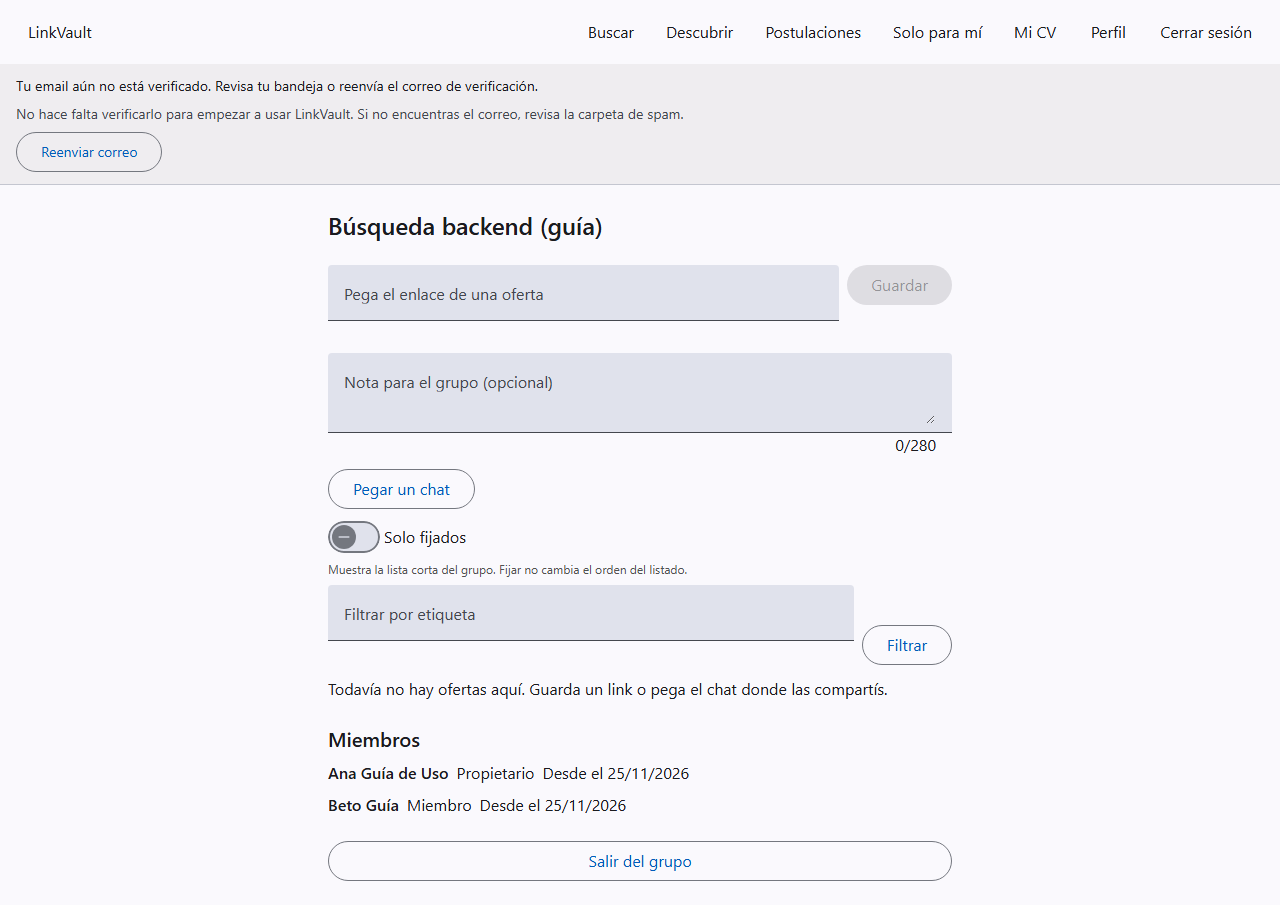 LinkVault
Buscar
Descubrir
Postulaciones
Solo para mí
Mi CV
Perfil
Cerrar sesión
Tu email aún no está verificado. Revisa tu bandeja o reenvía el correo de verificación.
No hace falta verificarlo para empezar a usar LinkVault. Si no encuentras el correo, revisa la carpeta de spam.
Reenviar correo
Búsqueda backend (guía)
Pega el enlace de una oferta
Guardar
Nota para el grupo (opcional)
0/280
Pegar un chat
Solo fijados
Muestra la lista corta del grupo. Fijar no cambia el orden del listado.
Filtrar por etiqueta
Filtrar
Todavía no hay ofertas aquí. Guarda un link o pega el chat donde las compartís.
Miembros
Ana Guía de Uso Propietario Desde el 25/11/2026
Beto Guía Miembro Desde el 25/11/2026
Salir del grupo